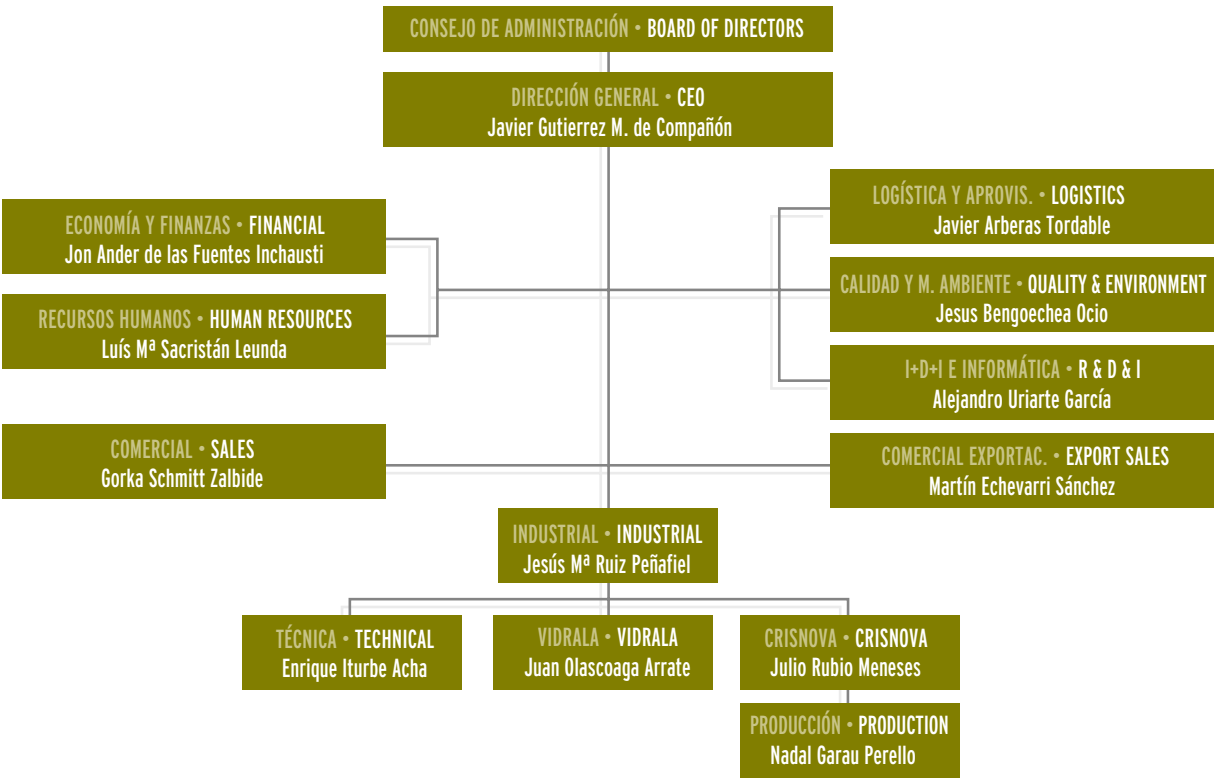 CONSEJO DE ADMINISTRACIÓN • BOARD OF DIRECTORS
DIRECCIÓN GENERAL • CEO
Javier Gutierrez M. de Compañón
ECONOMÍA Y FINANZAS • FINANCIAL
Jon Ander de las Fuentes Inchausti
RECURSOS HUMANOS • HUMAN RESOURCES
Luís Mª Sacristán Leunda
LOGÍSTICA Y APROVIS. • LOGISTICS
Javier Arberas Tordable
CALIDAD Y M. AMBIENTE • QUALITY & ENVIRONMENT
Jesus Bengoechea Ocio
I+D+I E INFORMÁTICA • R & D & I
Alejandro Uriarte García
COMERCIAL • SALES
Gorka Schmitt Zalbide
COMERCIAL EXPORTAC. • EXPORT SALES
Martín Echevarri Sánchez
INDUSTRIAL • INDUSTRIAL
Jesús Mª Ruiz Peñafiel
TÉCNICA • TECHNICAL
Enrique Iturbe Acha
VIDRALA • VIDRALA
Juan Olascoaga Arrate
CRISNOVA • CRISNOVA
Julio Rubio Meneses
PRODUCCIÓN • PRODUCTION
Nadal Garau Perello